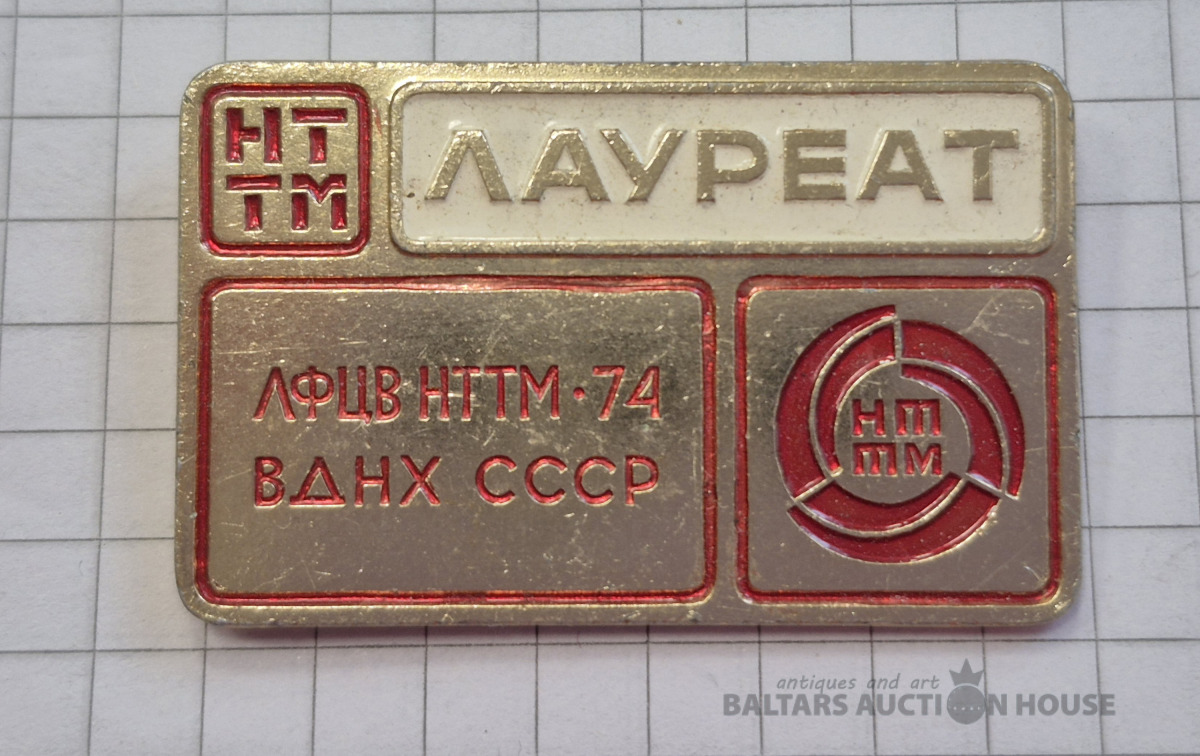 НТ
ТМ
ЛАУРЕАТ
ЛФЦВ НТТМ·74
ВДНХ СССР
НТ
ТМ
antiques and art
BALTARS AUCTION HOUSE